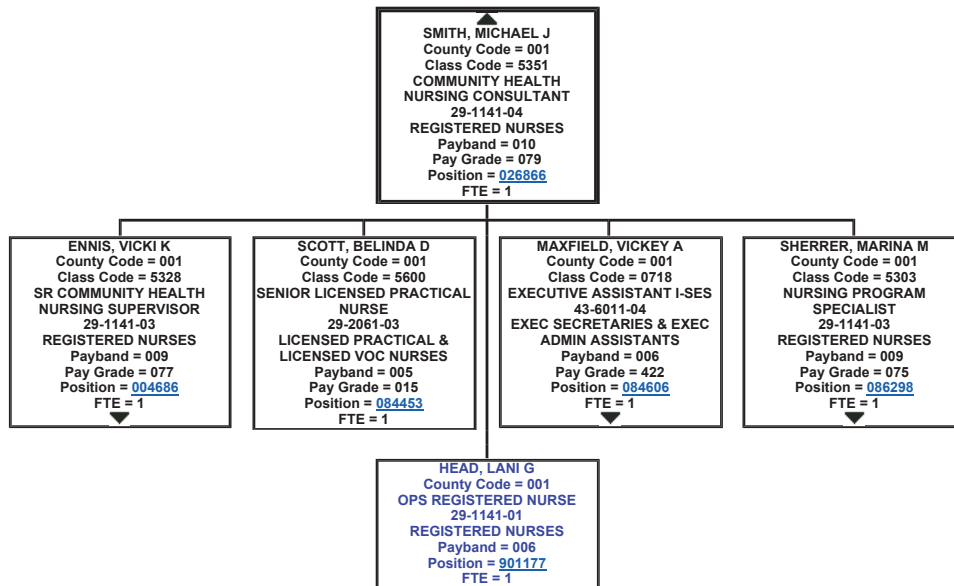 SMITH, MICHAEL J
County Code = 001
Class Code = 5351
COMMUNITY HEALTH
NURSING CONSULTANT
29-1141-04
REGISTERED NURSES
Payband = 010
Pay Grade = 079
Position = 026866
FTE = 1
ENNIS, VICKI K
County Code = 001
Class Code = 5328
SR COMMUNITY HEALTH
NURSING SUPERVISOR
29-1141-03
REGISTERED NURSES
Payband = 009
Pay Grade = 077
Position = 004686
FTE = 1
SCOTT, BELINDA D
County Code = 001
Class Code = 5600
SENIOR LICENSED PRACTICAL
NURSE
29-2061-03
LICENSED PRACTICAL &
LICENSED VOC NURSES
Payband = 005
Pay Grade = 015
Position = 084453
FTE = 1
MAXFIELD, VICKEY A
County Code = 001
Class Code = 0718
EXECUTIVE ASSISTANT I-SES
43-6011-04
EXEC SECRETARIES & EXEC
ADMIN ASSISTANTS
Payband = 006
Pay Grade = 422
Position = 084606
FTE = 1
SHERRER, MARINA M
County Code = 001
Class Code = 5303
NURSING PROGRAM
SPECIALIST
29-1141-03
REGISTERED NURSES
Payband = 009
Pay Grade = 075
Position = 086298
FTE = 1
HEAD, LANI G
County Code = 001
OPS REGISTERED NURSE
29-1141-01
REGISTERED NURSES
Payband = 006
Position = 901177
FTE = 1